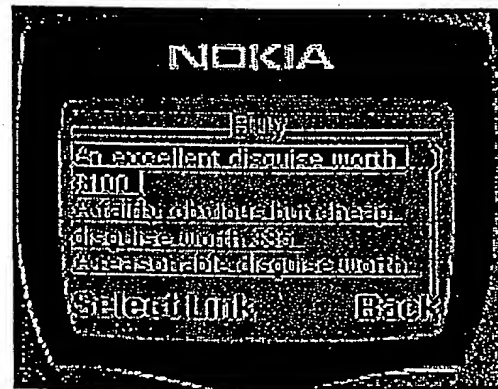 NOKIA
Buy
An excellent disguise worth
$100
A fairly obvious but cheap
disguise worth
A reasonable disguise worth
Select Link Back